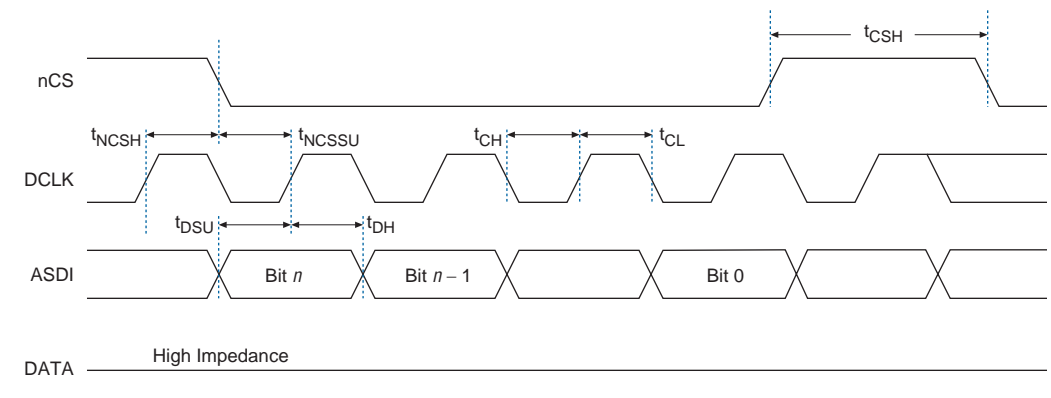 tCSH
nCS
tNCSH tNCSSU tCH tCL
DCLK
tDSU tDH
ASDI Bit n Bit n – 1 Bit 0
High Impedance
DATA